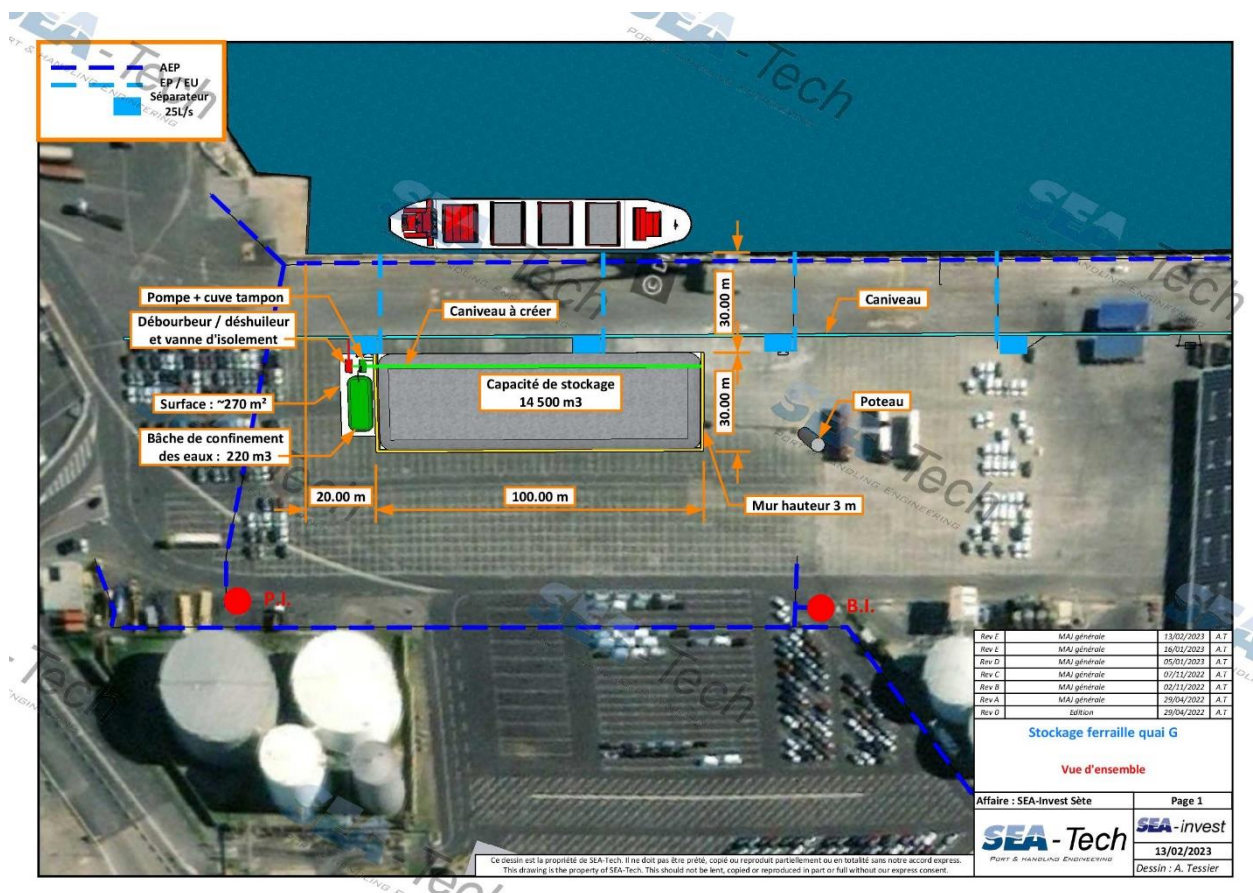 AEP
EP / EU
Séparateur
25L/s
Pompe + cuve tampon
Débourbeur / déshuileur
et vanne d'isolement
Caniveau à créer
Caniveau
30.00 m
30.00 m
Capacité de stockage
14 500 m3
Surface : ~270 m²
Bâche de confinement
des eaux : 220 m3
Poteau
20.00 m
100.00 m
Mur hauteur 3 m
P.I.
B.I.
Rev E MAJ générale 13/02/2023 A.T
Rev E MAJ générale 16/01/2023 A.T
Rev D MAJ générale 05/01/2023 A.T
Rev C MAJ générale 07/11/2022 A.T
Rev B MAJ générale 02/11/2022 A.T
Rev A MAJ générale 29/04/2022 A.T
Rev 0 Edition 29/04/2022 A.T
Stockage ferraille quai G
Vue d'ensemble
Affaire : SEA-Invest Sète
Page 1
SEA-Tech
PORT & HANDLING ENGINEERING
SEA-invest
13/02/2023
Dessin : A. Tessier
Ce dessin est la propriété de SEA-Tech. Il ne doit pas être prété, copié ou reproduit partiellement ou en totalité sans notre accord express.
This drawing is the property of SEA-Tech. This should not be lent, copied or reproduced in part or full without our express consent.